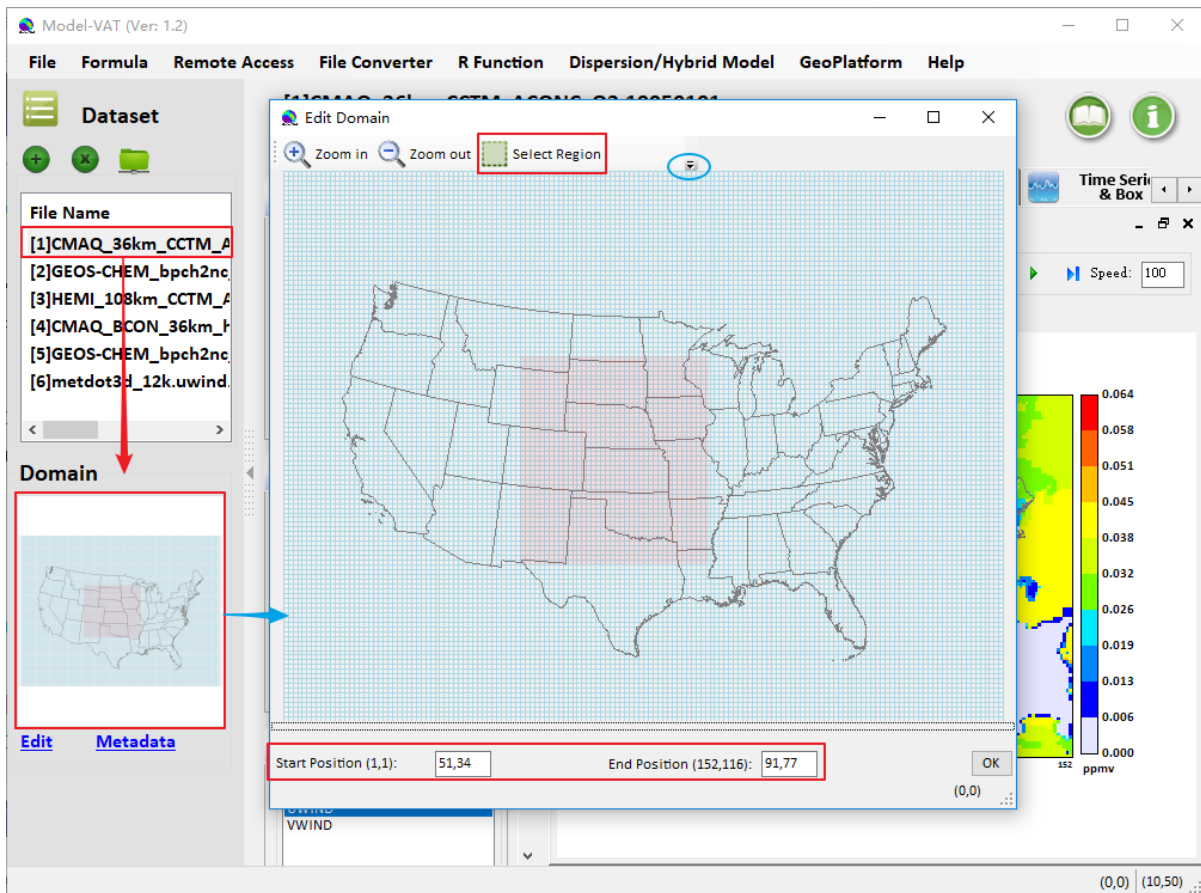 Model-VAT (Ver: 1.2)
File Formula Remote Access File Converter R Function Dispersion/Hybrid Model GeoPlatform Help
Dataset
File Name
[1]CMAQ_36km_CCTM_A
[2]GEOS-CHEM_bpch2nc_
[3]HEMI_108km_CCTM_A
[4]CMAQ_BCON_36km_h
[5]GEOS-CHEM_bpch2nc_
[6]metdot3d_12k.uwind.
Domain
Edit Metadata
Edit Domain
Zoom in Zoom out Select Region
Start Position (1,1): 51,34 End Position (152,116): 91,77 OK
(0,0)
VWIND
Time Seri
& Box
Speed: 100
0.064
0.058
0.051
0.045
0.038
0.032
0.026
0.019
0.013
0.006
0.000
152
ppmv
(0,0) (10,50)